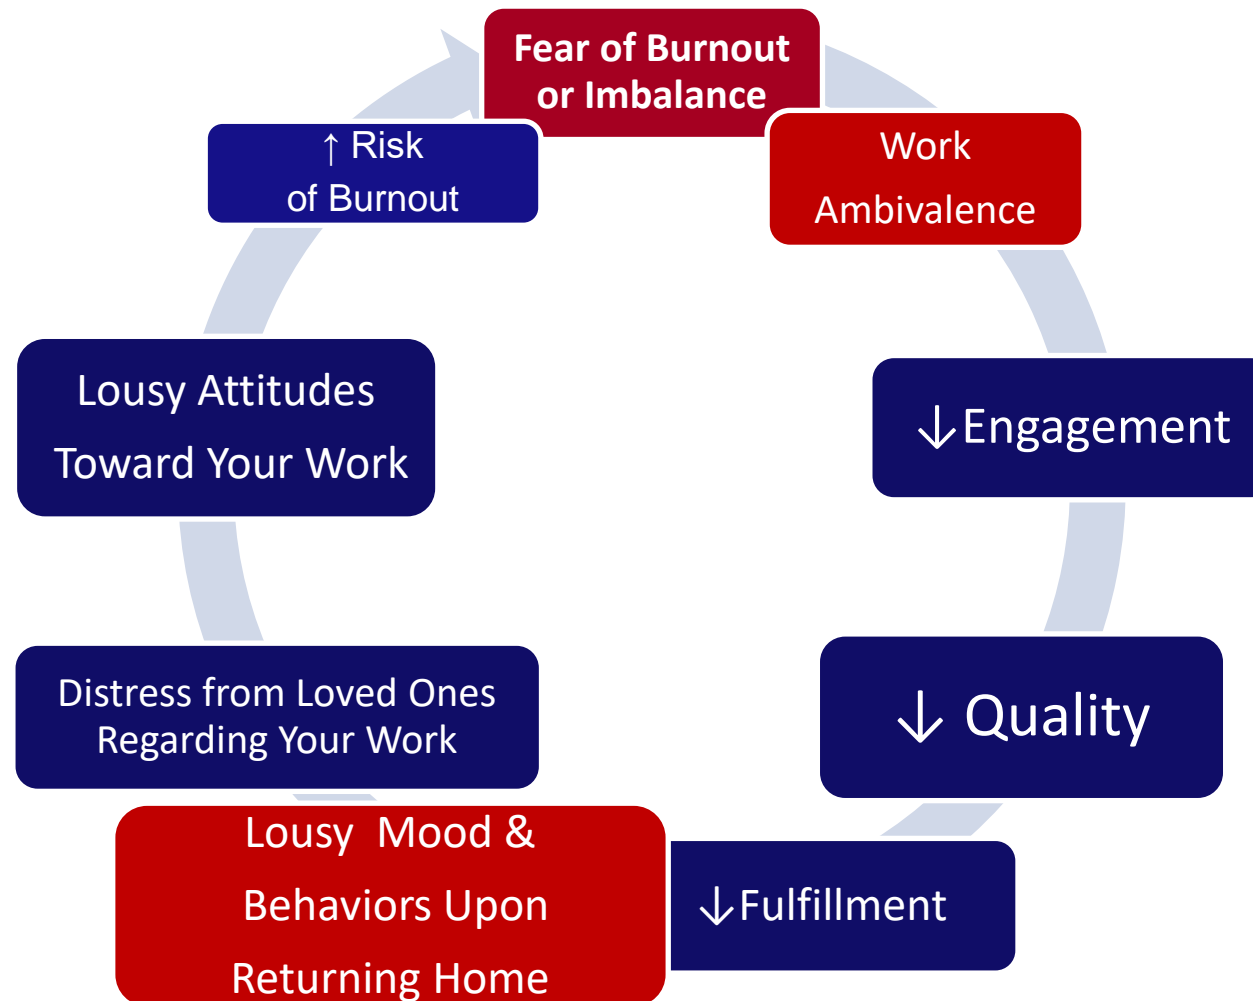 Fear of Burnout
or Imbalance
Work
Ambivalence
↓Engagement
↓ Quality
↓Fulfillment
Lousy Mood &
Behaviors Upon
Returning Home
Distress from Loved Ones
Regarding Your Work
Lousy Attitudes
Toward Your Work
↑ Risk
of Burnout